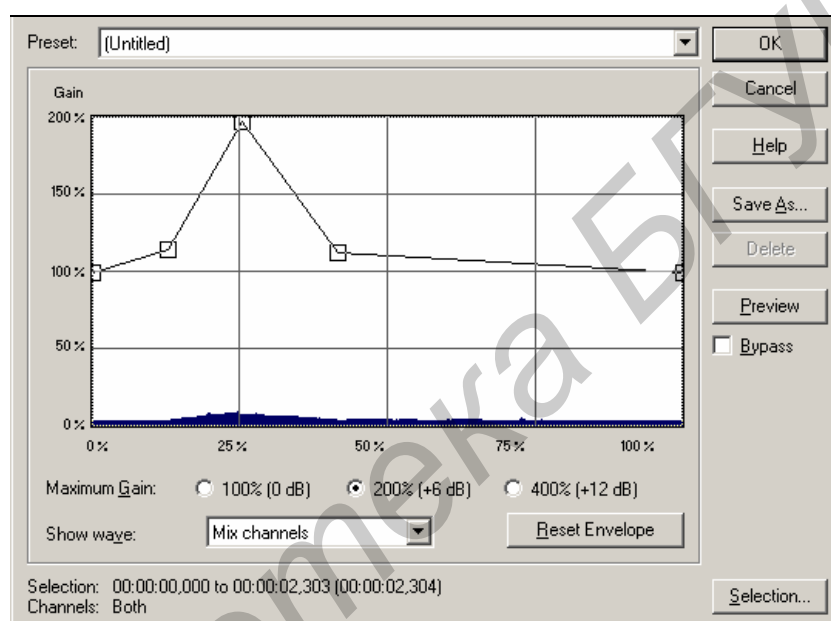 Preset: (Untitled)
OK
Cancel
Help
Save As...
Delete
Preview
Bypass
Gain
200 %
150 %
100 %
50 %
0 %
0 % 25 % 50 % 75 % 100 %
Maximum Gain: 100% (0 dB) 200% (+6 dB) 400% (+12 dB)
Show wave: Mix channels Reset Envelope
Selection: 00:00:00,000 to 00:00:02,303 (00:00:02,304)
Channels: Both
Selection...